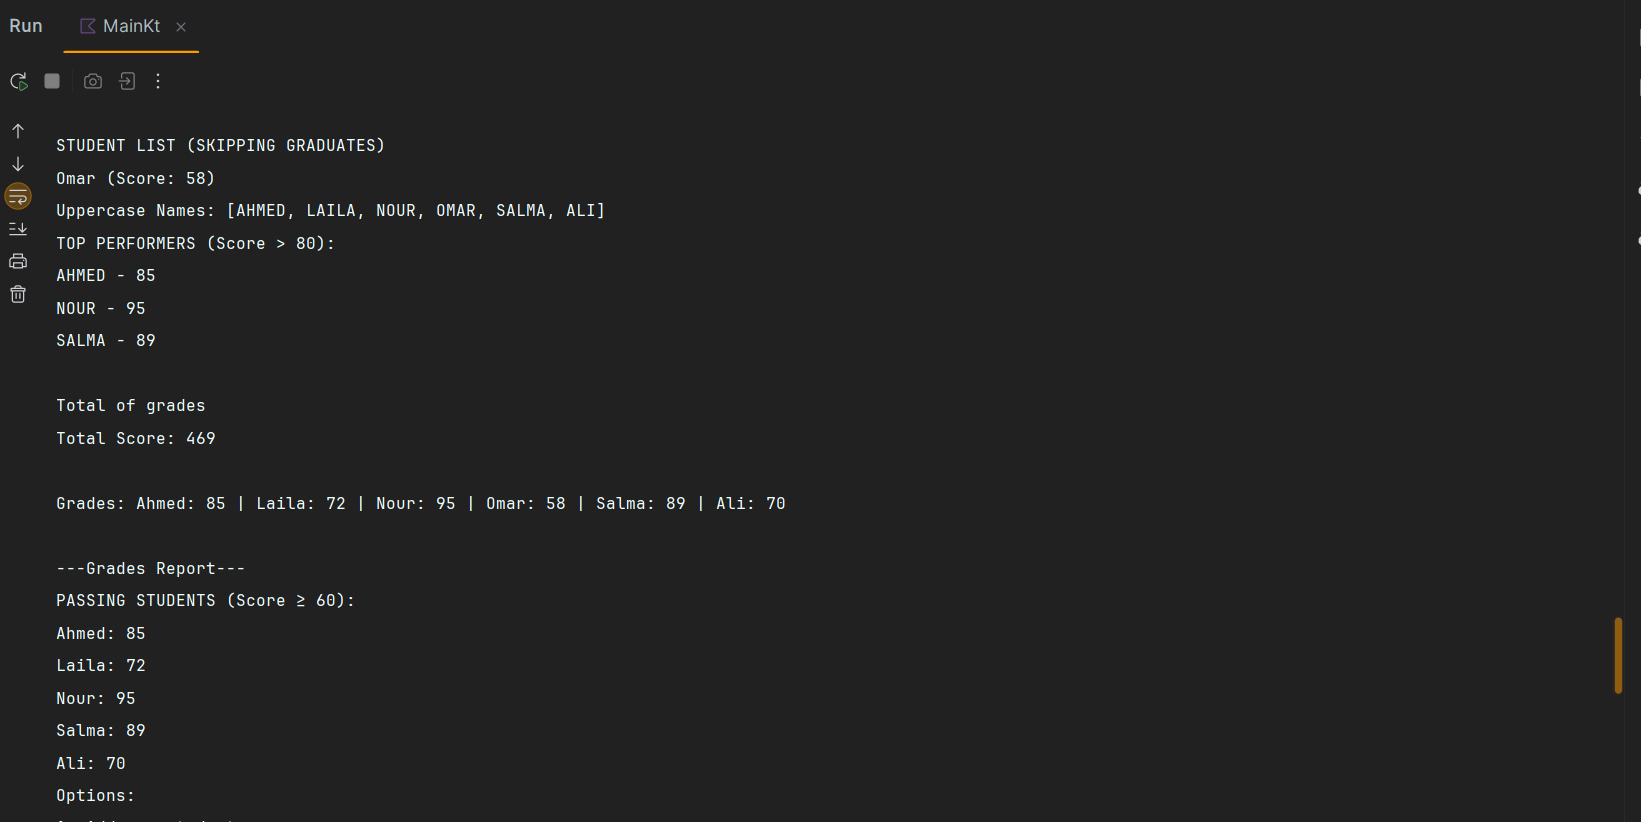 Run MainKt
STUDENT LIST (SKIPPING GRADUATES)
Omar (Score: 58)
Uppercase Names: [AHMED, LAILA, NOUR, OMAR, SALMA, ALI]
TOP PERFORMERS (Score > 80):
AHMED - 85
NOUR - 95
SALMA - 89
Total of grades
Total Score: 469
Grades: Ahmed: 85 | Laila: 72 | Nour: 95 | Omar: 58 | Salma: 89 | Ali: 70
---Grades Report---
PASSING STUDENTS (Score ≥ 60):
Ahmed: 85
Laila: 72
Nour: 95
Salma: 89
Ali: 70
Options: